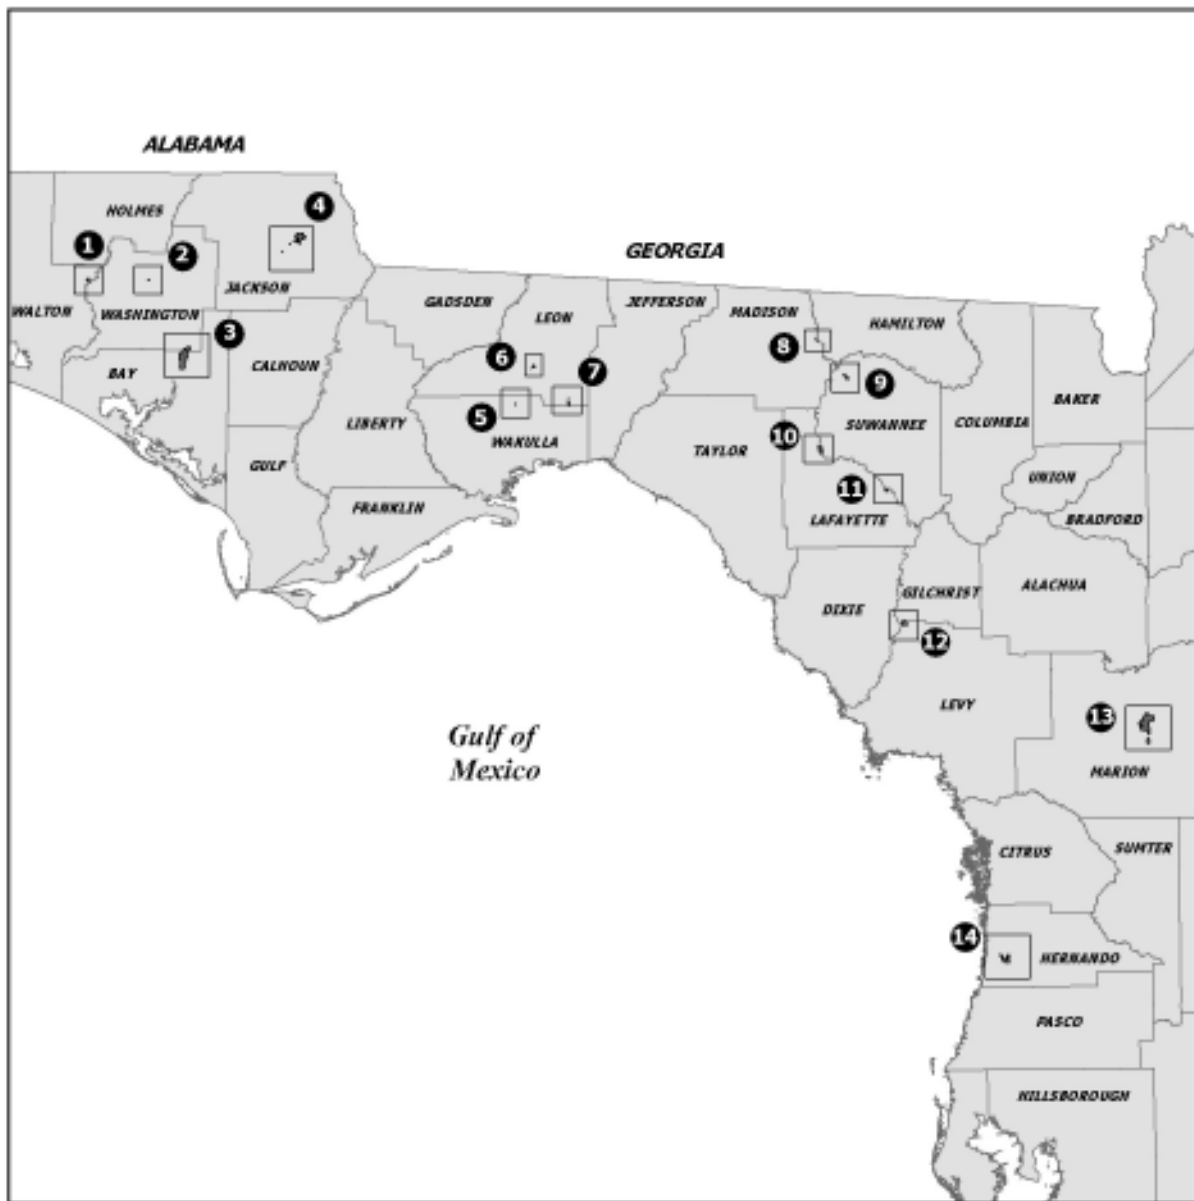 ALABAMA
4
HOLMES
1
2
GEORGIA
JACKSON
WALTON
WASHINGTON
GADSDEN
LEON
JEFFERSON
MADISON
HAMILTON
3
8
6
7
9
BAY
CALHOUN
BAKER
5
LIBERTY
WAKULLA
10
SUWANNEE
COLUMBIA
TAYLOR
GULF
UNION
11
FRANKLIN
LAFAYETTE
BRADFORD
DIXIE
GILCHRIST
ALACHUA
12
LEVY
13
Gulf of
Mexico
MARION
CITRUS
SUMTER
14
HERNANDO
PASCO
HILLSBOROUGH